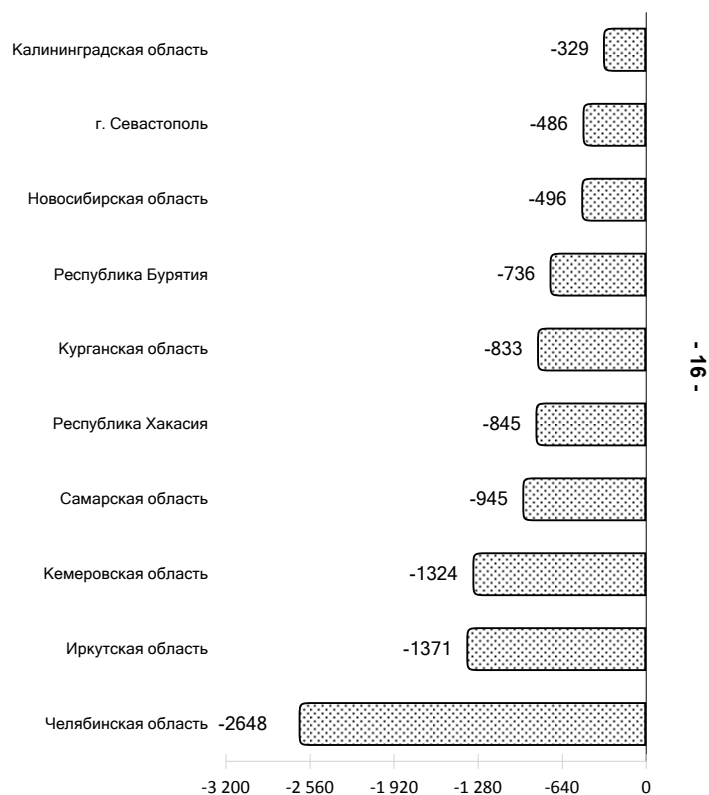 Калининградская область -329
г. Севастополь -486
Новосибирская область -496
Республика Бурятия -736
Курганская область -833
Республика Хакасия -845
Самарская область -945
Кемеровская область -1324
Иркутская область -1371
Челябинская область -2648
-3 200 -2 560 -1 920 -1 280 -640 0
- 16 -